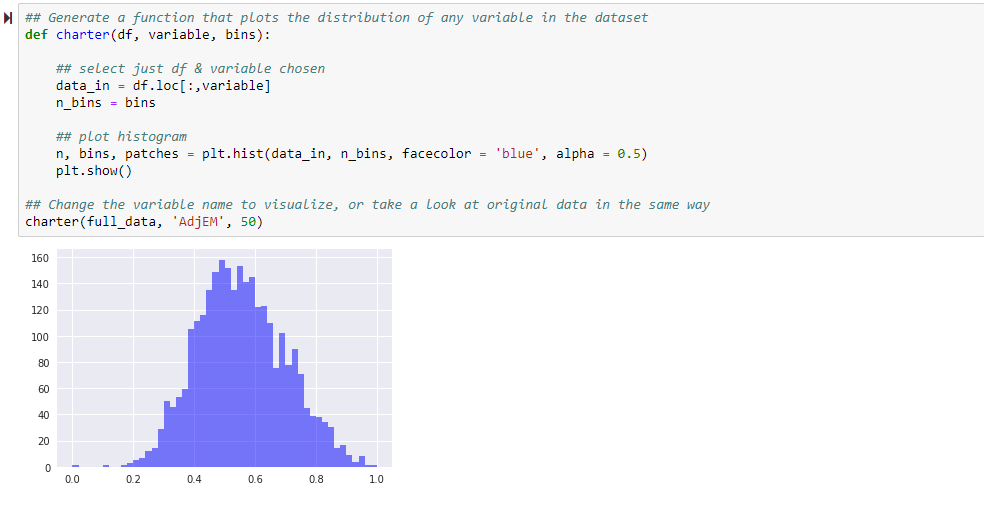 ## Generate a function that plots the distribution of any variable in the dataset
def charter(df, variable, bins):
## select just df & variable chosen
data_in = df.loc[:,variable]
n_bins = bins
## plot histogram
n, bins, patches = plt.hist(data_in, n_bins, facecolor = 'blue', alpha = 0.5)
plt.show()
## Change the variable name to visualize, or take a look at original data in the same way
charter(full_data, 'AdjEM', 50)
160
140
120
100
80
60
40
20
0
0.0 0.2 0.4 0.6 0.8 1.0